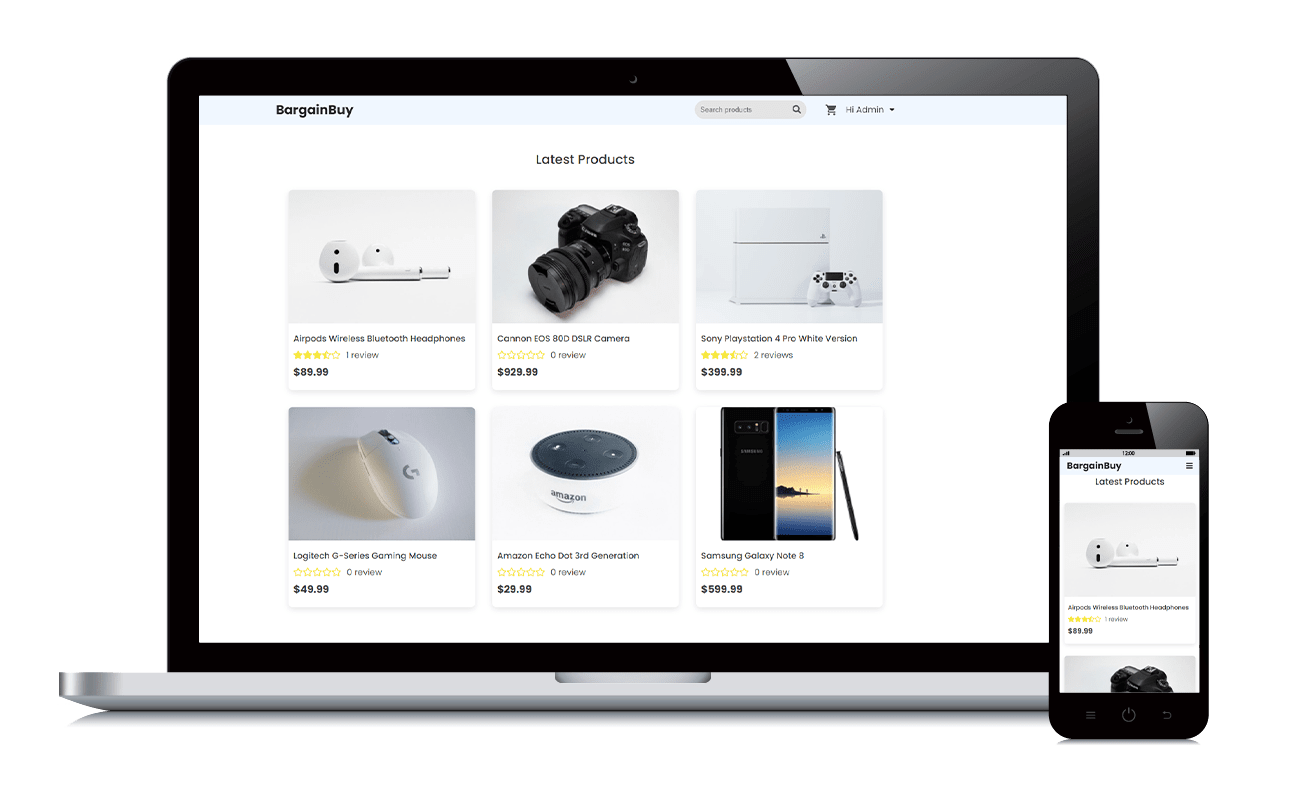 BargainBuy
Search products
Hi Admin
Latest Products
Airpods Wireless Bluetooth Headphones
1 review
$89.99
Cannon EOS 80D DSLR Camera
0 review
$929.99
Sony Playstation 4 Pro White Version
2 reviews
$399.99
amazon
SAMSUNG
Logitech G-Series Gaming Mouse
0 review
$49.99
Amazon Echo Dot 3rd Generation
0 review
$29.99
Samsung Galaxy Note 8
0 review
$599.99
12:00
BargainBuy
Latest Products
Airpods Wireless Bluetooth Headphones
1 review
$89.99